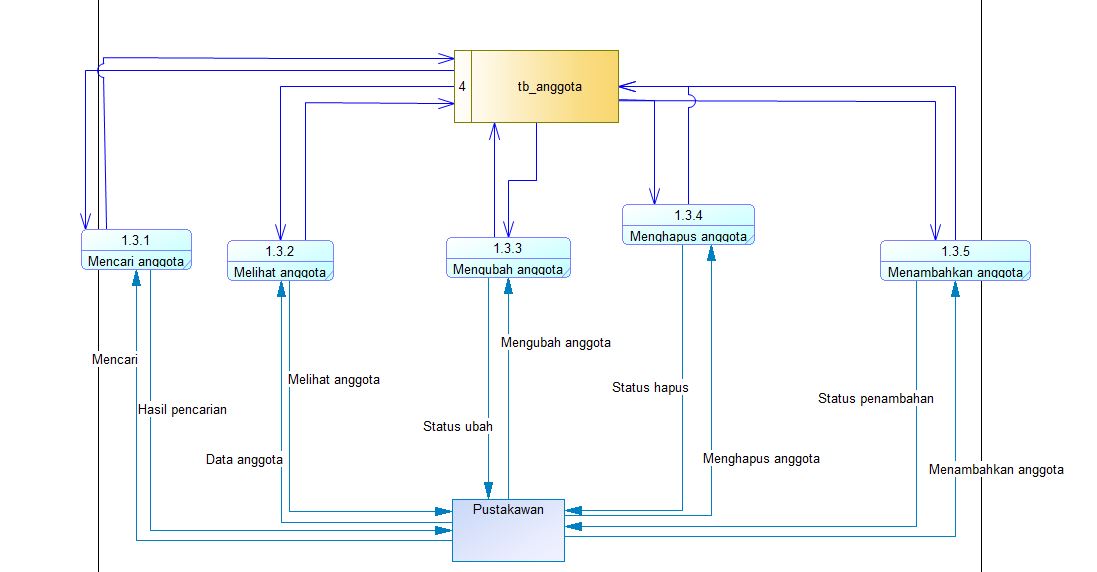 4
tb_anggota
1.3.1
Mencari anggota
1.3.2
Melihat anggota
1.3.3
Mengubah anggota
1.3.4
Menghapus anggota
1.3.5
Menambahkan anggota
Mencari
Hasil pencarian
Melihat anggota
Data anggota
Mengubah anggota
Status ubah
Status hapus
Menghapus anggota
Status penambahan
Menambahkan anggota
Pustakawan